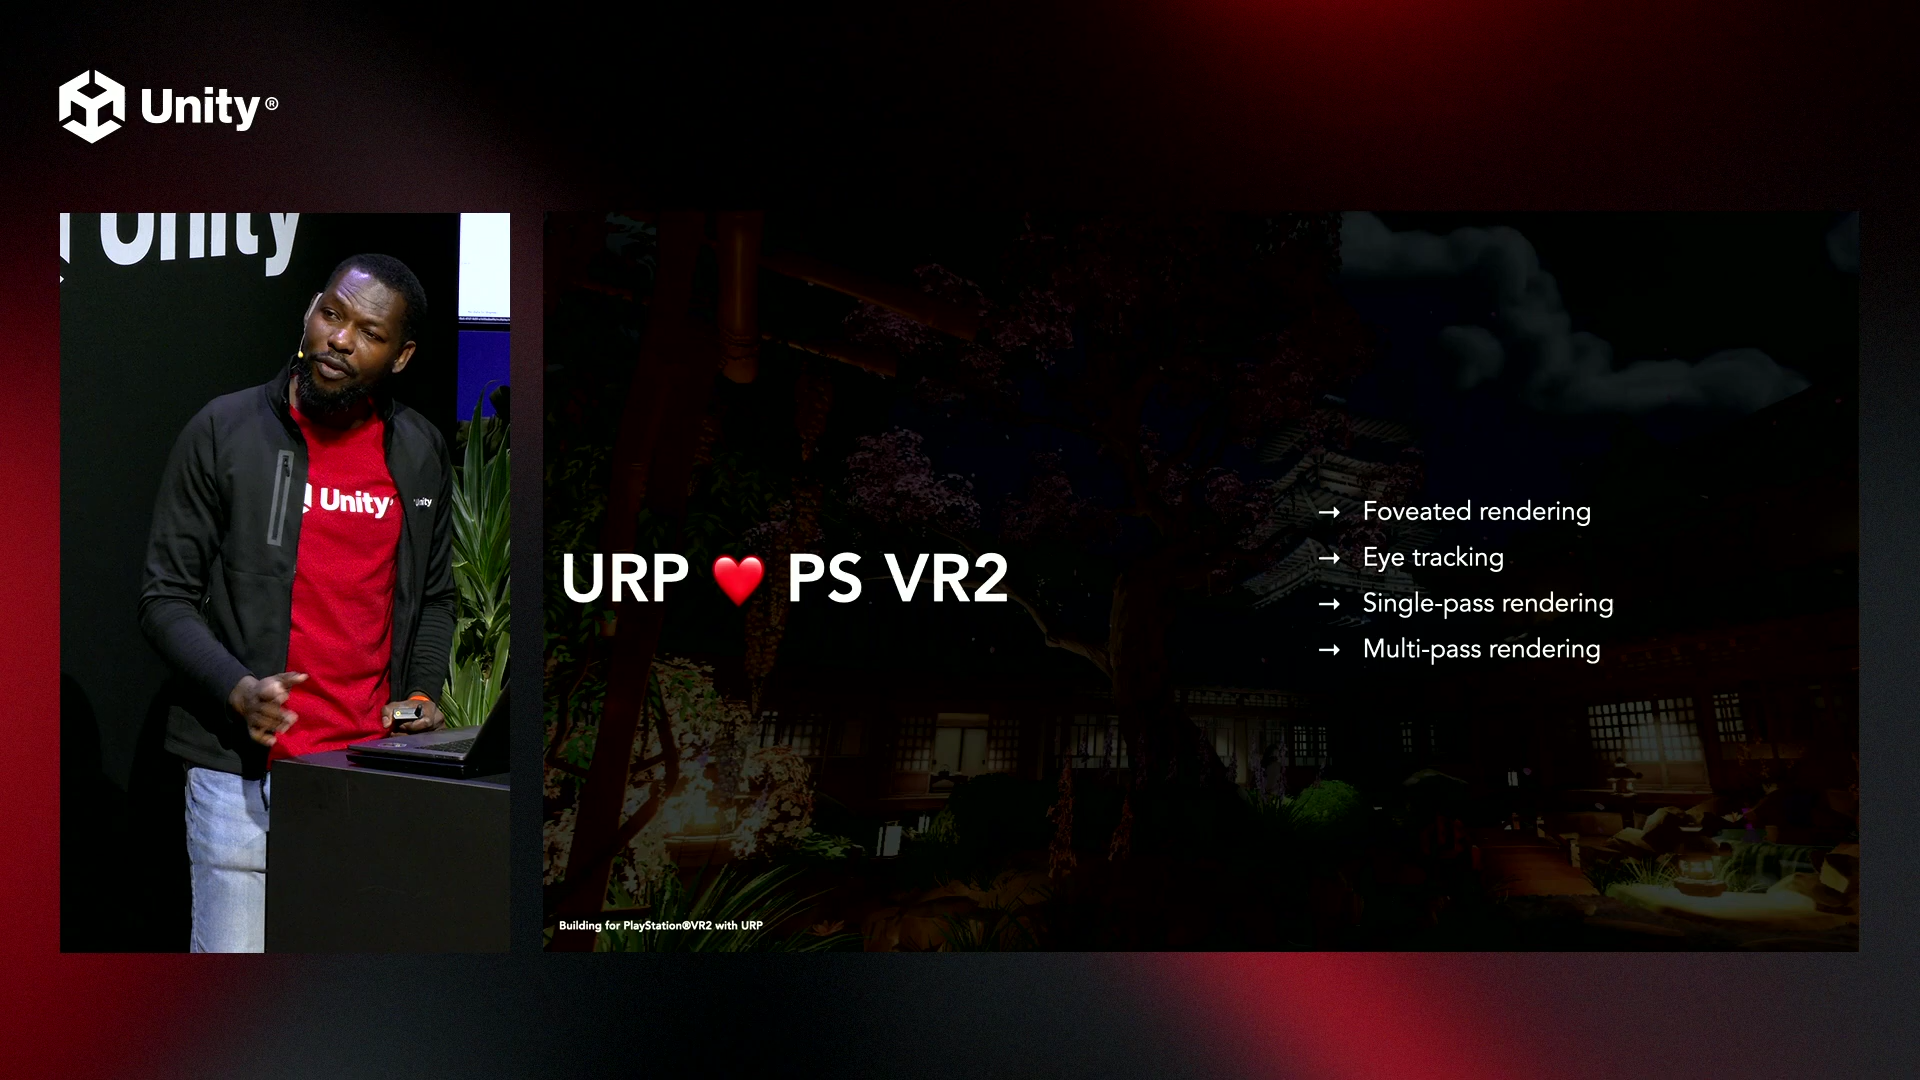 Unity®
Unity
Unity
Unity
URP ❤️ PS VR2
→ Foveated rendering
→ Eye tracking
→ Single-pass rendering
→ Multi-pass rendering
Building for PlayStation®VR2 with URP